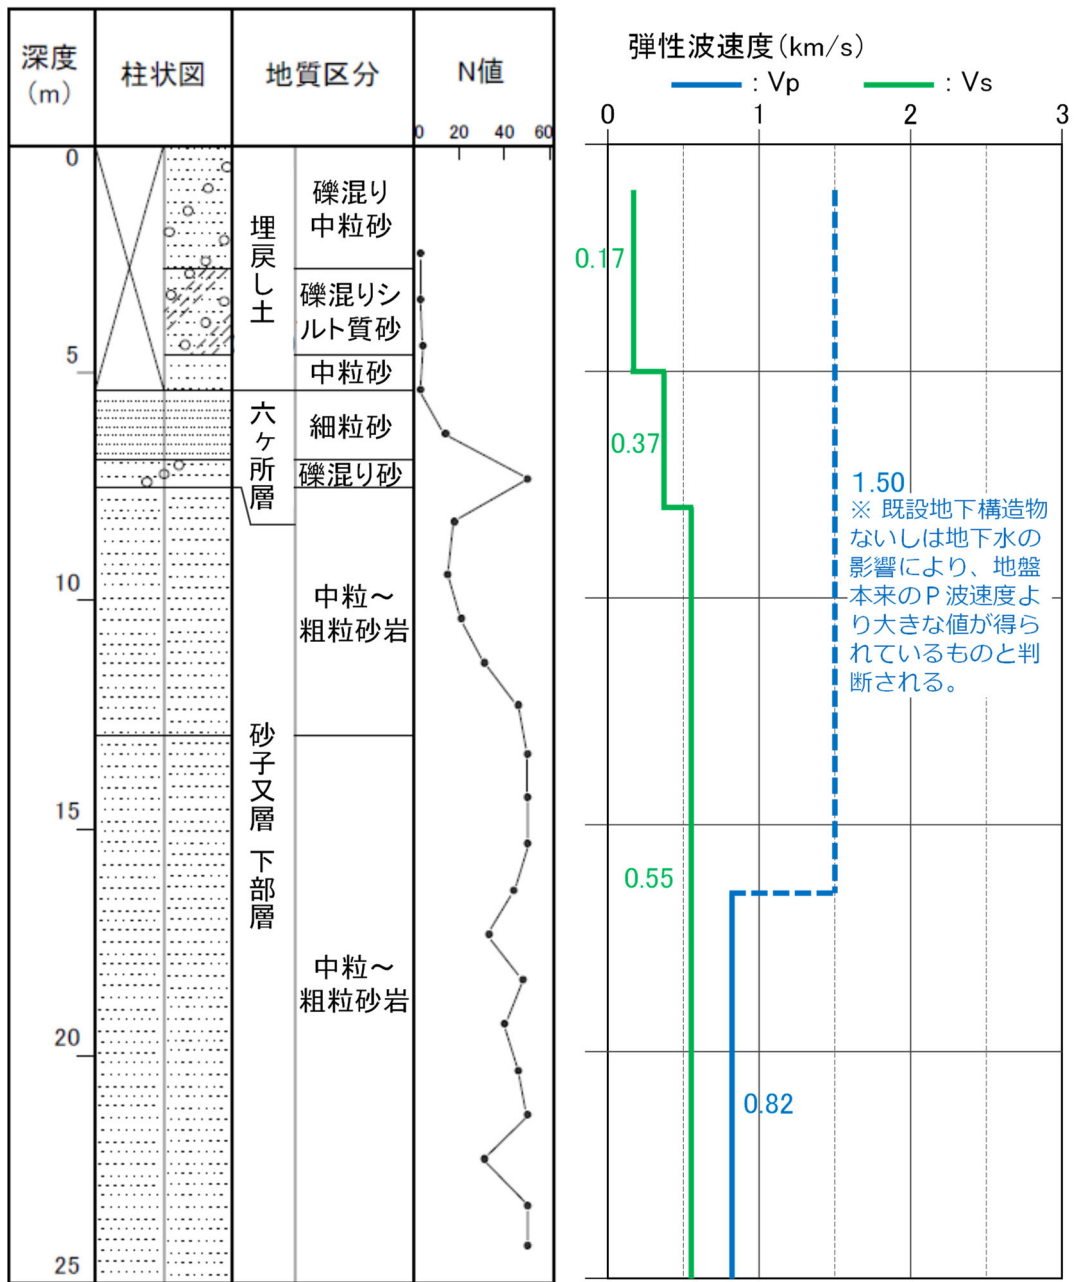 深度
（m）
柱状図
地質区分
N値
0 20 40 60
0
5
10
15
20
25
埋戻し土
六ヶ所層
砂子又層 下部層
礫混り
中粒砂
礫混りシ
ルト質砂
中粒砂
細粒砂
礫混り砂
中粒～
粗粒砂岩
中粒～
粗粒砂岩
弾性波速度(km/s)
: Vp : Vs
0 1 2 3
0.17
0.37
0.55
1.50
※ 既設地下構造物
ないしは地下水の
影響により、地盤
本来のＰ波速度よ
り大きな値が得ら
れているものと判
断される。
0.82